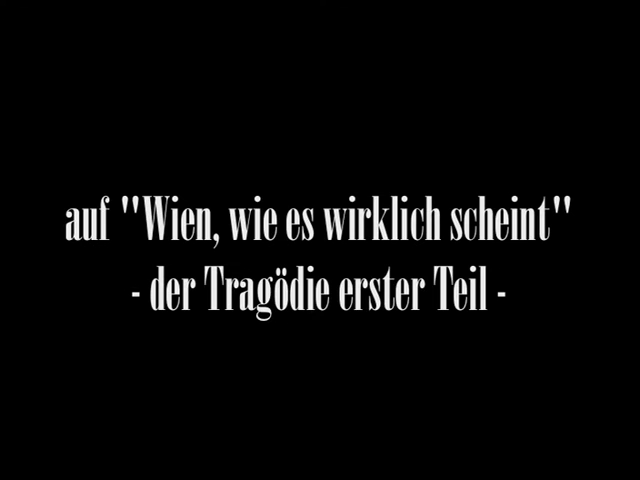 auf "Wien, wie es wirklich scheint"
- der Tragödie erster Teil -